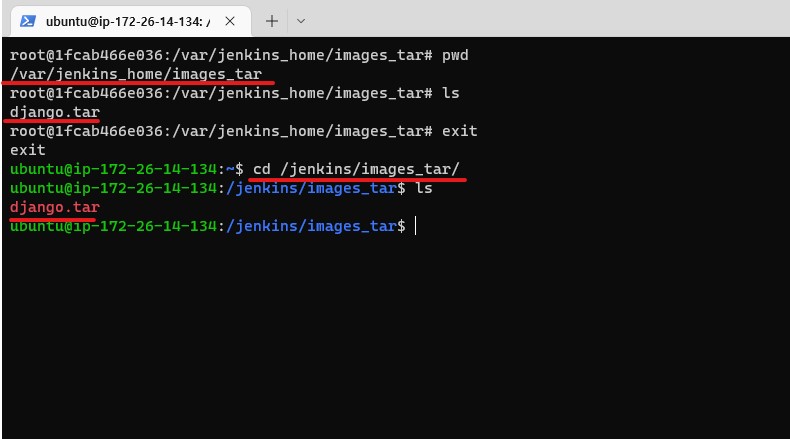 ubuntu@ip-172-26-14-134: /
root@1fcab466e036:/var/jenkins_home/images_tar# pwd
/var/jenkins_home/images_tar
root@1fcab466e036:/var/jenkins_home/images_tar# ls
django.tar
root@1fcab466e036:/var/jenkins_home/images_tar# exit
exit
ubuntu@ip-172-26-14-134:~$ cd /jenkins/images_tar/
ubuntu@ip-172-26-14-134:/jenkins/images_tar$ ls
django.tar
ubuntu@ip-172-26-14-134:/jenkins/images_tar$